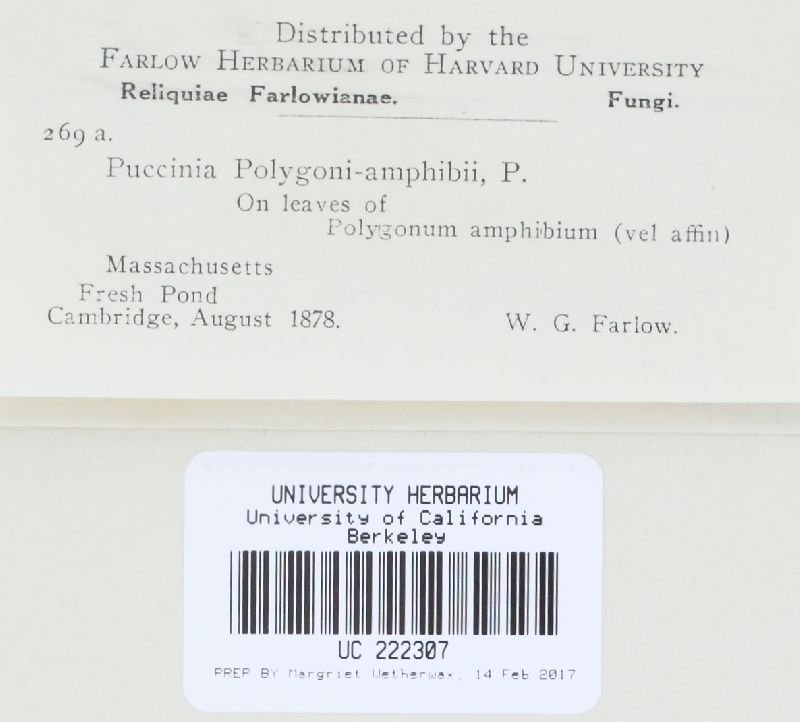 Distributed by the
Farlow Herbarium of Harvard University
Reliquiae Farlowianae. Fungi.
269 a.
Puccinia Polygoni-amphibii, P.
On leaves of
Polygonum amphibium (vel affin)
Massachusetts
Fresh Pond
Cambridge, August 1878. W. G. Farlow.
UNIVERSITY HERBARIUM
University of California
Berkeley
UC 222307
PREP BY Margriet Wetherwax, 14 Feb 2017